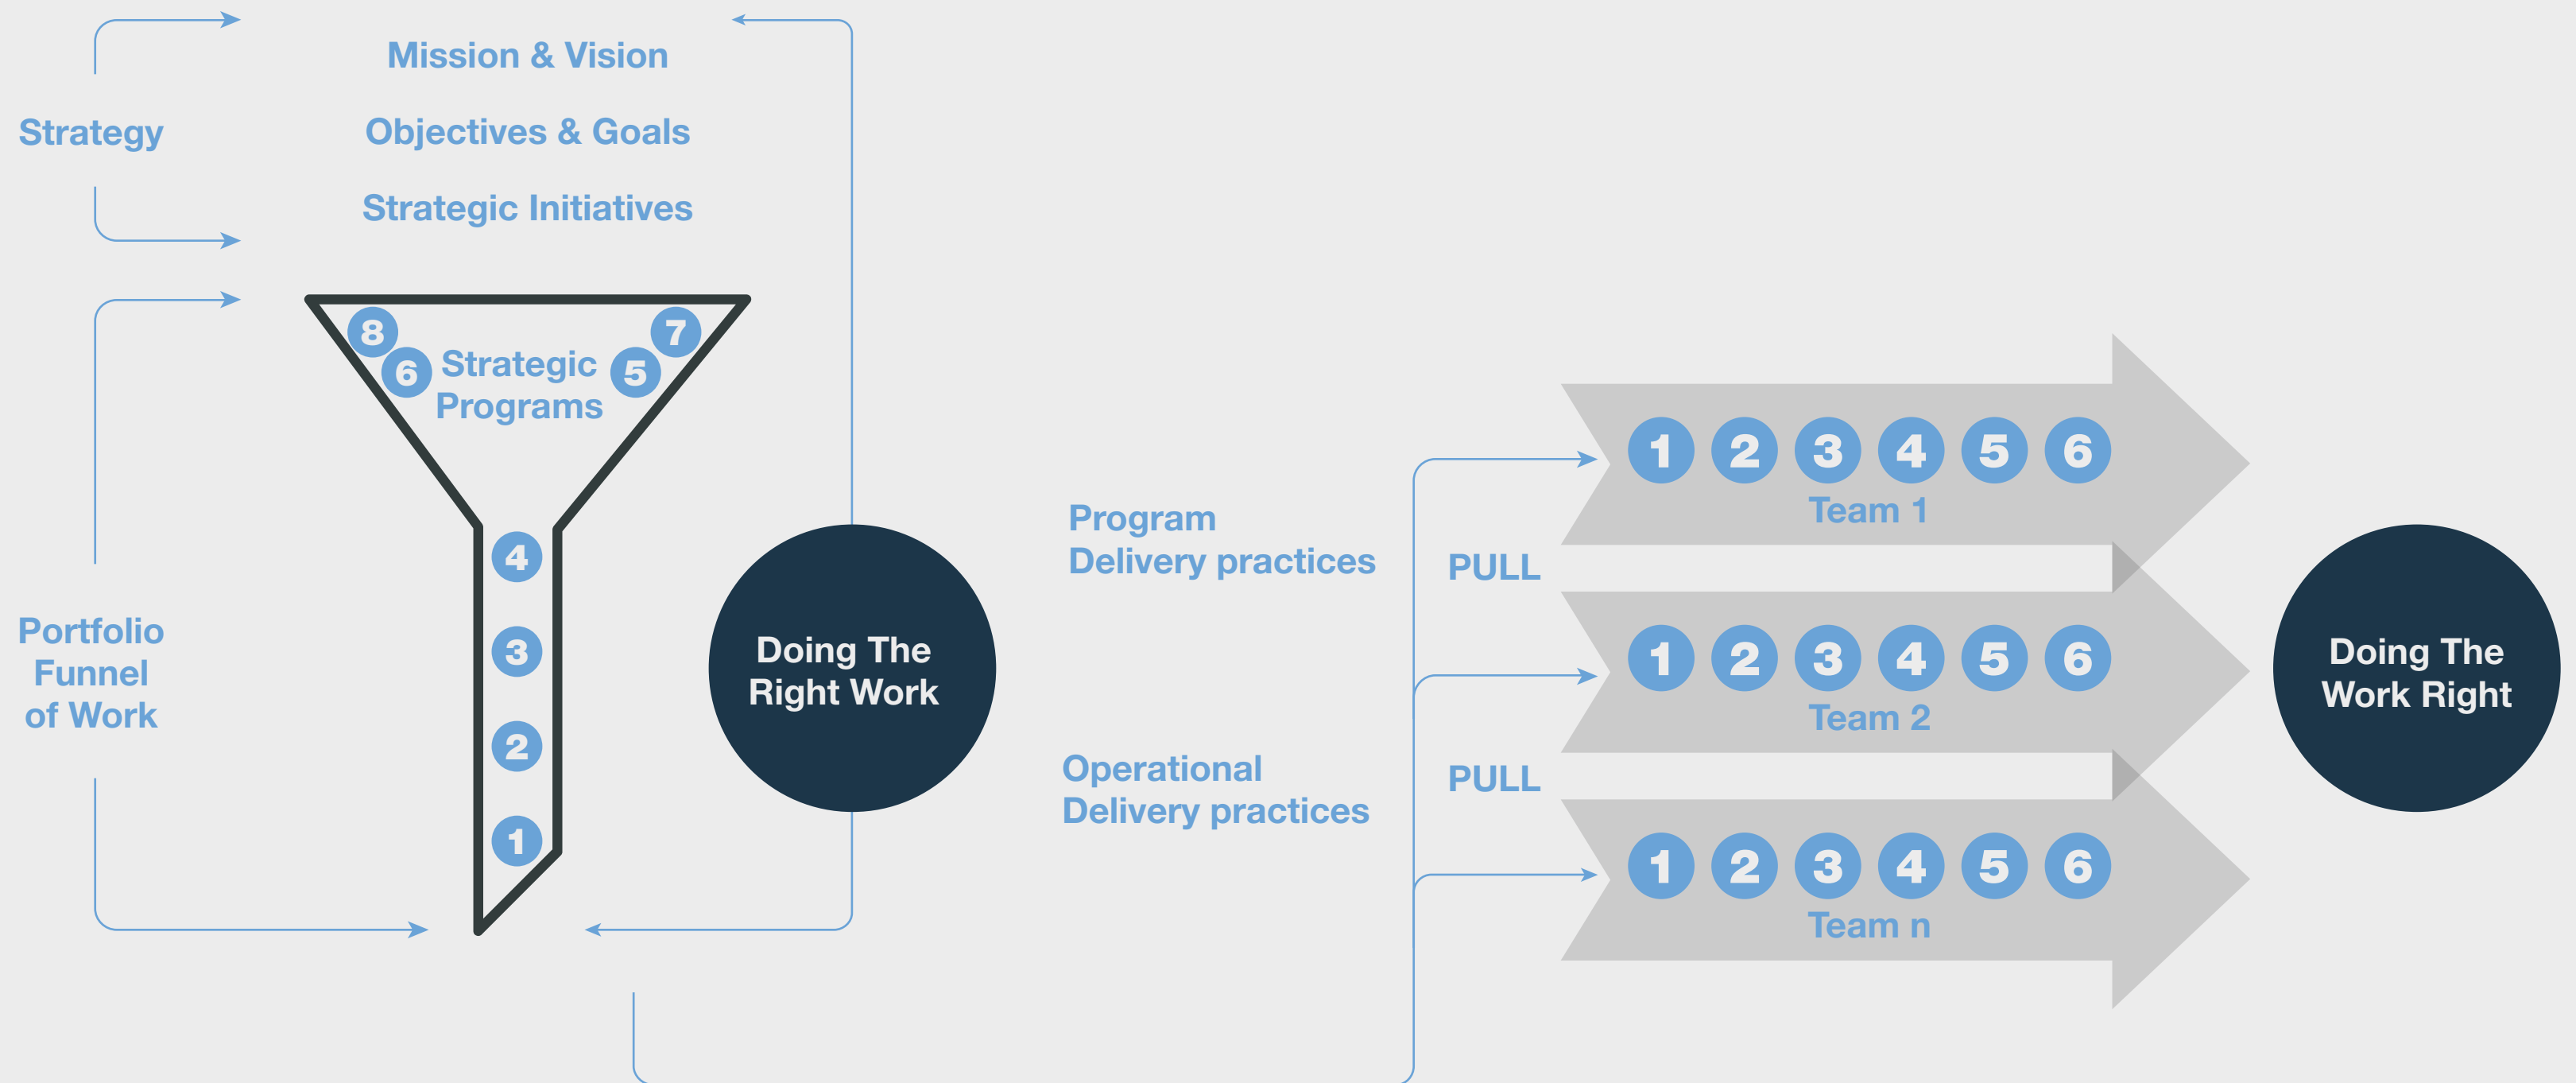 Strategy
Mission & Vision
Objectives & Goals
Strategic Initiatives
Portfolio
Funnel
of Work
8
7
6
5
Strategic
Programs
4
3
2
1
Doing The
Right Work
Program
Delivery practices
Operational
Delivery practices
PULL
PULL
1 2 3 4 5 6
Team 1
1 2 3 4 5 6
Team 2
1 2 3 4 5 6
Team n
Doing The
Work Right